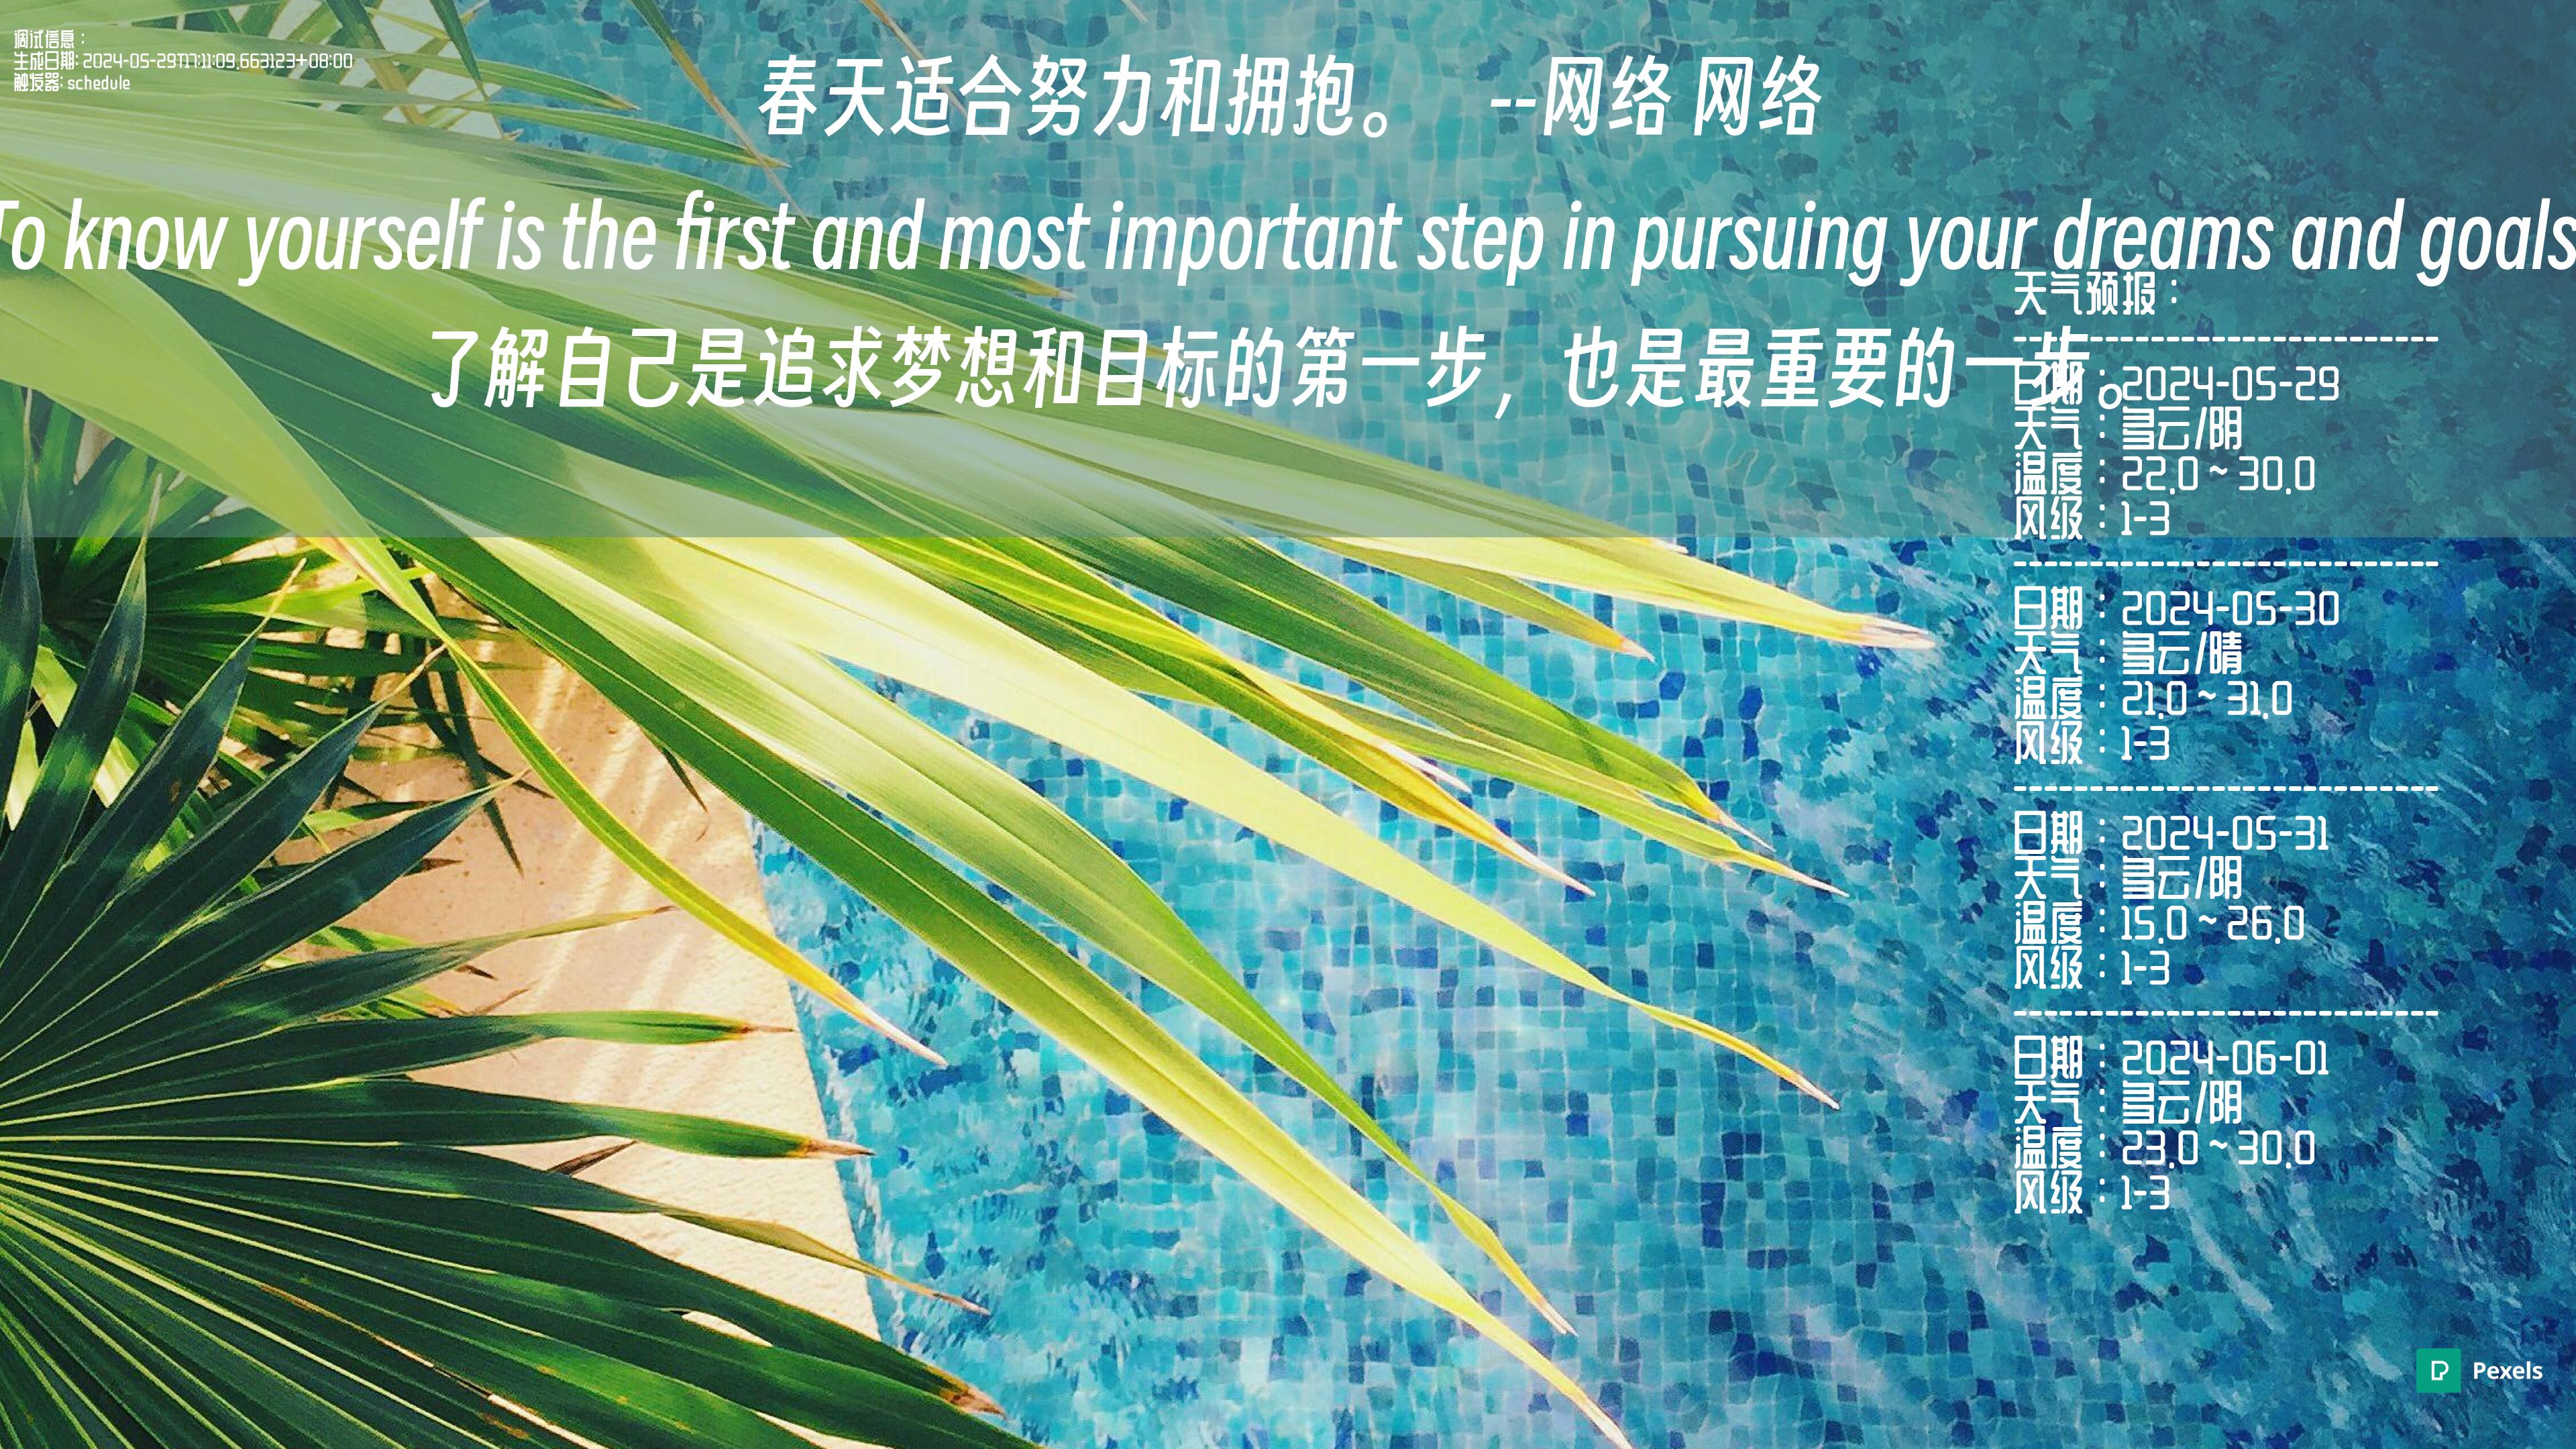 调试信息：
生成日期: 2024-05-29T17:11:09.663123+08:00
触发器: schedule
春天适合努力和拥抱。 --网络 网络
To know yourself is the first and most important step in pursuing your dreams and goals
了解自己是追求梦想和目标的第一步，也是最重要的一步。
天气预报：
----------------------------
日期：2024-05-29
天气：多云/阴
温度：22.0 ~ 30.0
风级：1-3
----------------------------
日期：2024-05-30
天气：多云/晴
温度：21.0 ~ 31.0
风级：1-3
----------------------------
日期：2024-05-31
天气：多云/阴
温度：15.0 ~ 26.0
风级：1-3
----------------------------
日期：2024-06-01
天气：多云/阴
温度：23.0 ~ 30.0
风级：1-3
Pexels